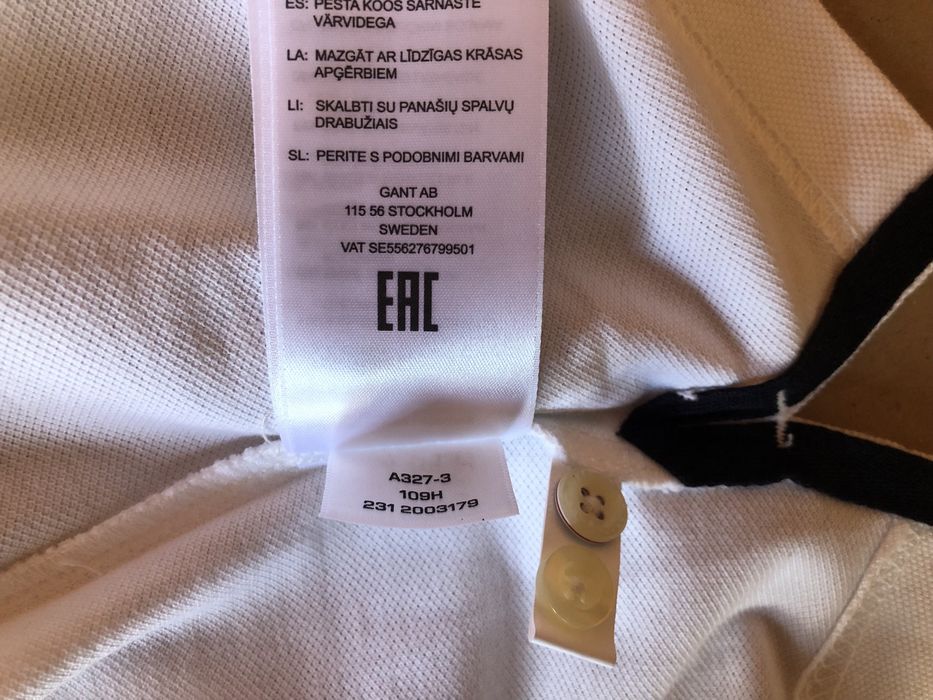 ES: PESTA KOOS SARNASTE
VÄRVIDEGA
LA: MAZGĀT AR LĪDZĪGAS KRĀSAS
APĢĒRBIEM
LI: SKALBTI SU PANAŠIŲ SPALVŲ
DRABUŽIAIS
SL: PERITE S PODOBNIMI BARVAMI
GANT AB
115 56 STOCKHOLM
SWEDEN
VAT SE556276799501
EAC
A327-3
109H
231 2003179